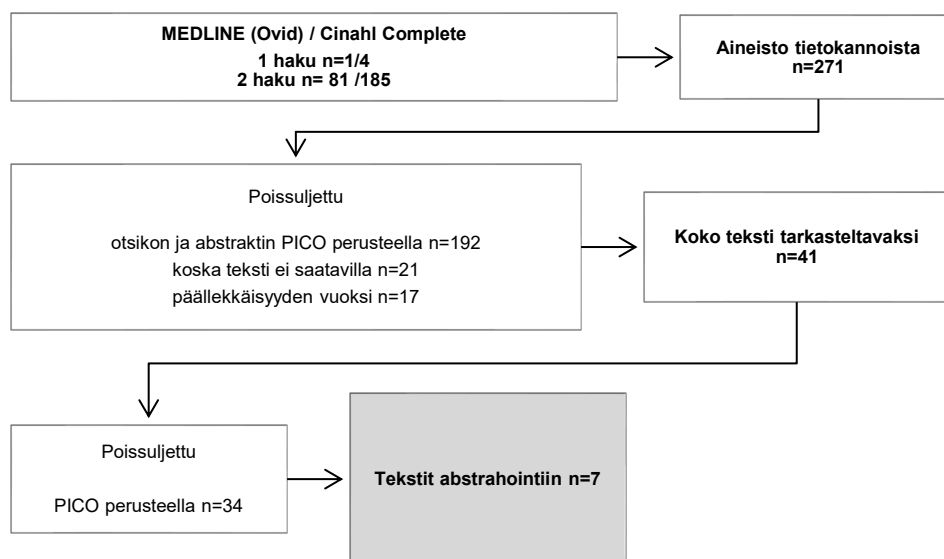 MEDLINE (Ovid) / Cinahl Complete
1 haku n=1/4
2 haku n= 81 /185
Aineisto tietokannoista
n=271
Poissuljettu
otsikon ja abstraktin PICO perusteella n=192
koska teksti ei saatavilla n=21
päällekkäisyyden vuoksi n=17
Koko teksti tarkasteltavaksi
n=41
Poissuljettu
PICO perusteella n=34
Tekstit abstrahointiin n=7